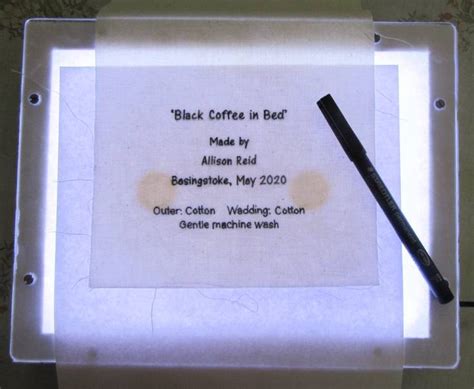 "Black Coffee in Bed"
Made by
Allison Reid
Basingstoke, May 2020
Outer: Cotton Wadding: Cotton
Gentle machine wash